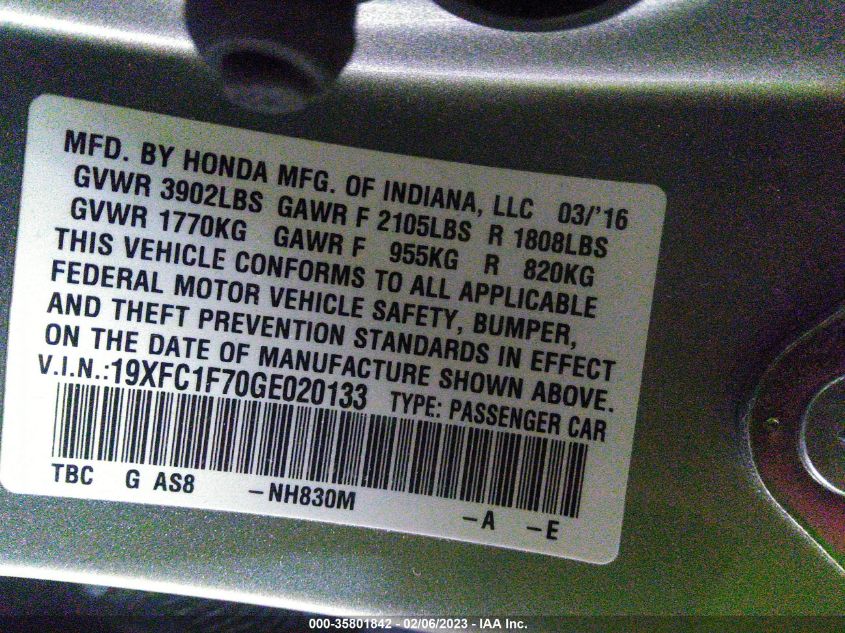 MFD. BY HONDA MFG. OF INDIANA, LLC 03/'16
GVWR 3902LBS GAWR F 2105LBS R 1808LBS
GVWR 1770KG GAWR F 955KG R 820KG
THIS VEHICLE CONFORMS TO ALL APPLICABLE
FEDERAL MOTOR VEHICLE SAFETY, BUMPER,
AND THEFT PREVENTION STANDARDS IN EFFECT
ON THE DATE OF MANUFACTURE SHOWN ABOVE.
V.I.N.:19XFC1F70GE020133 TYPE: PASSENGER CAR
TBC G AS8 -NH830M -A -E
000-35801842 - 02/06/2023 - IAA Inc.